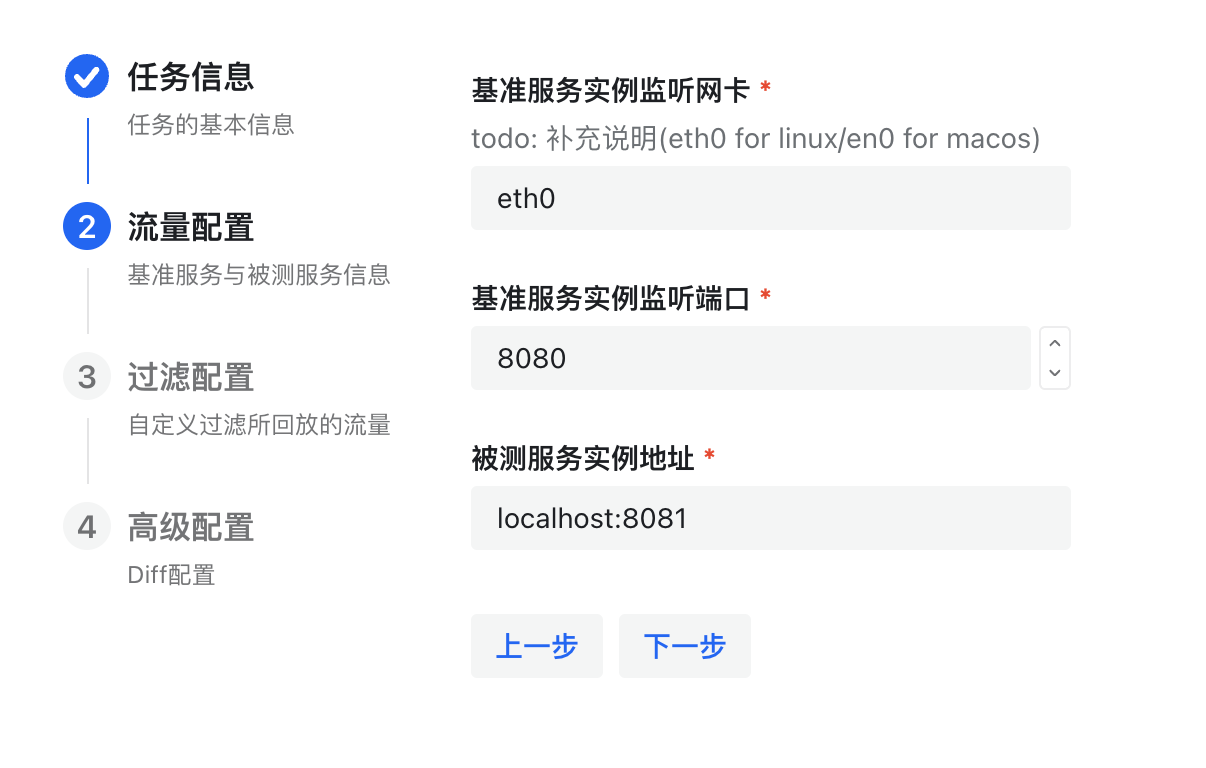 任务信息
任务的基本信息
2
流量配置
基准服务与被测服务信息
3
过滤配置
自定义过滤所回放的流量
4
高级配置
Diff配置
基准服务实例监听网卡 *
todo: 补充说明(eth0 for linux/en0 for macos)
eth0
基准服务实例监听端口 *
8080
被测服务实例地址 *
localhost:8081
上一步
下一步